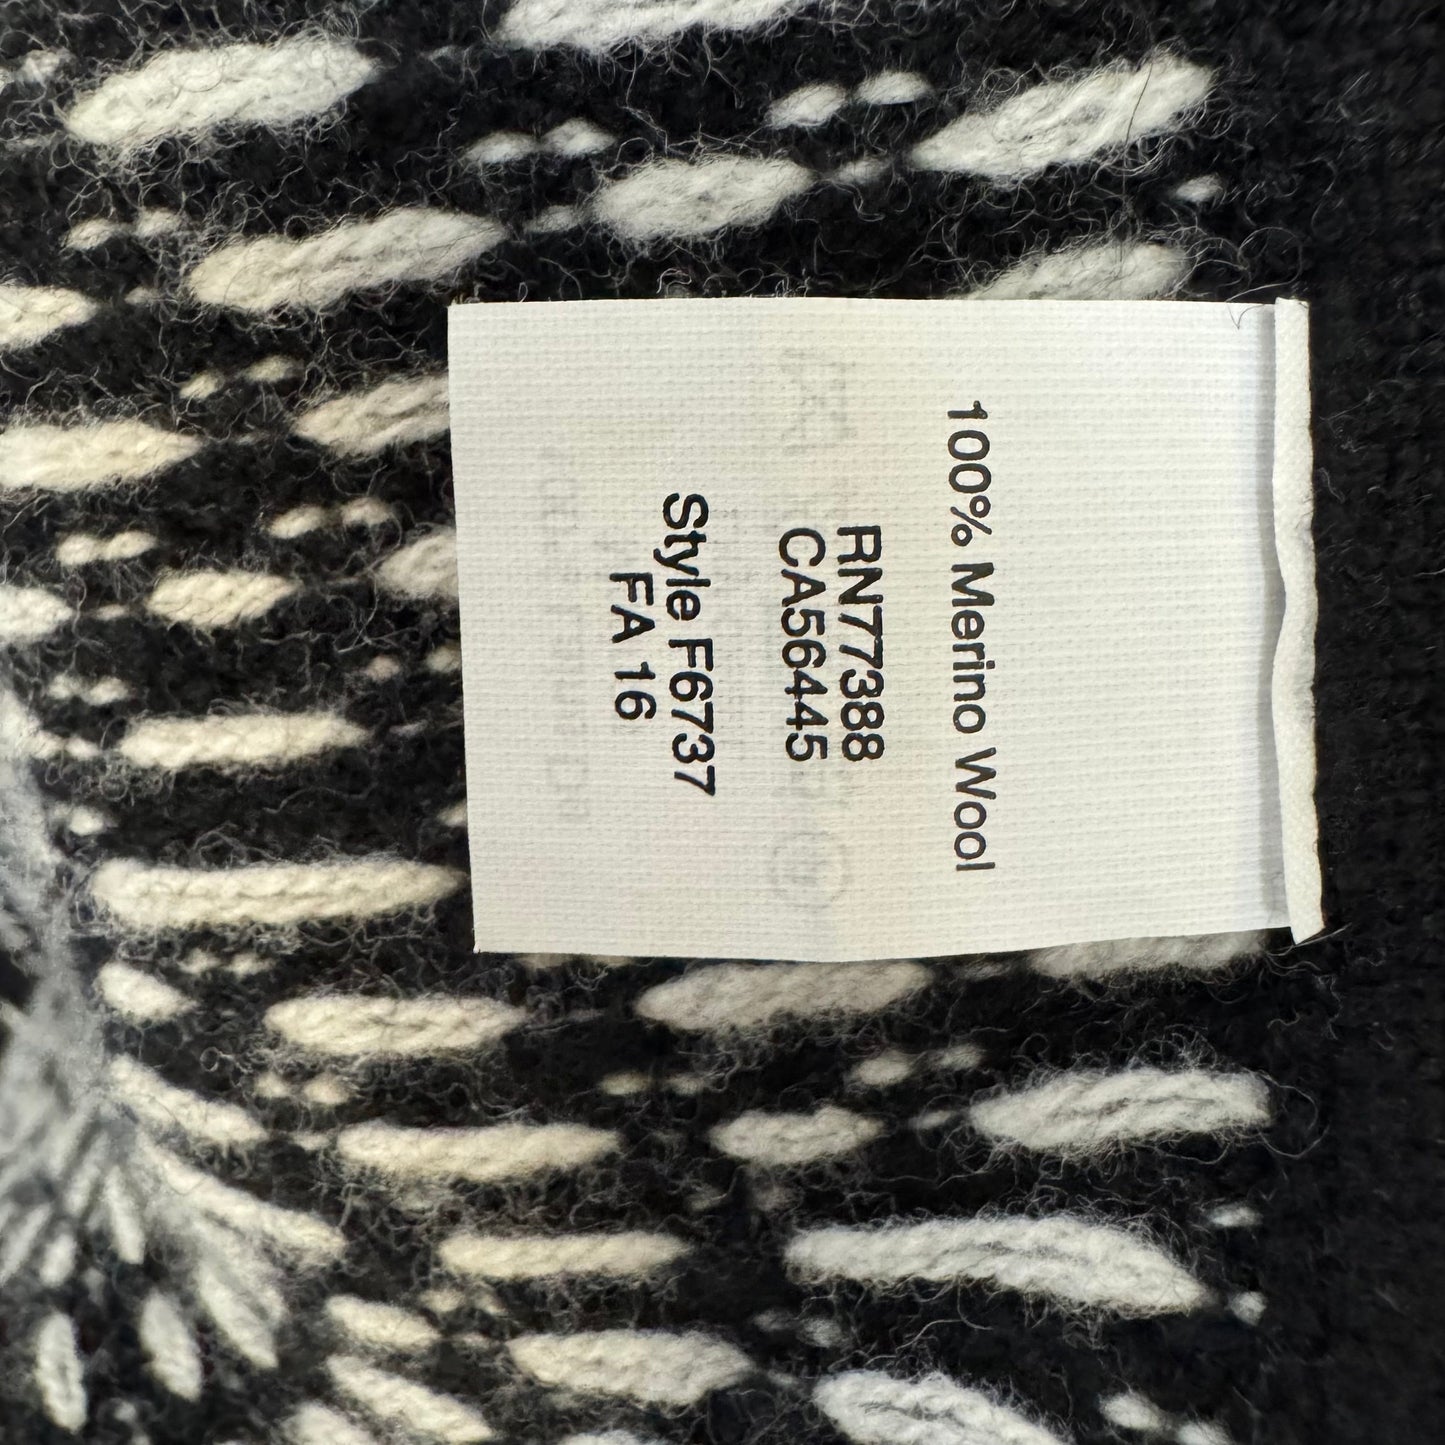 100% Merino Wool
RN77388
CA56445
Style F6737
FA 16